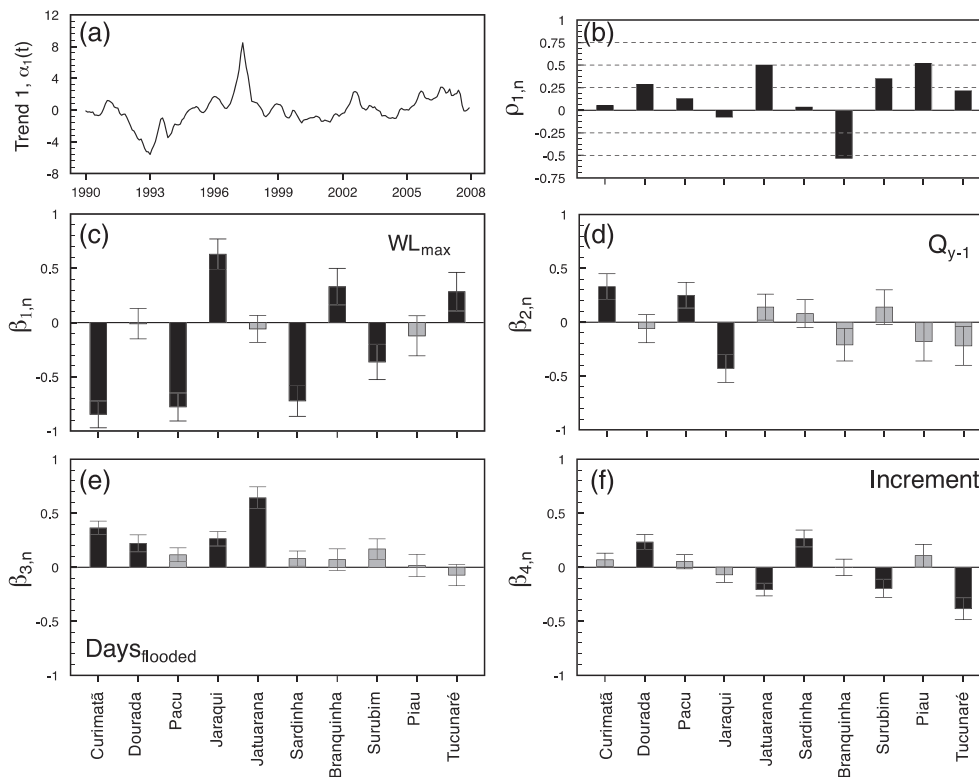 (a)
Trend 1, α1(t)
12
8
4
0
-4
-8
1990 1993 1996 1999 2002 2005 2008
(b)
ρ1,n
1
0.75
0.5
0.25
0
-0.25
-0.5
-0.75
(c)
WLmax
β1,n
1
0.5
0
-0.5
-1
(d)
Qy-1
β2,n
1
0.5
0
-0.5
-1
(e)
Daysflooded
β3,n
1
0.5
0
-0.5
-1
Curimatã
Dourada
Pacu
Jaraqui
Jatuarana
Sardinha
Branquinha
Surubim
Piau
Tucunaré
(f)
Increment
β4,n
1
0.5
0
-0.5
-1
Curimatã
Dourada
Pacu
Jaraqui
Jatuarana
Sardinha
Branquinha
Surubim
Piau
Tucunaré